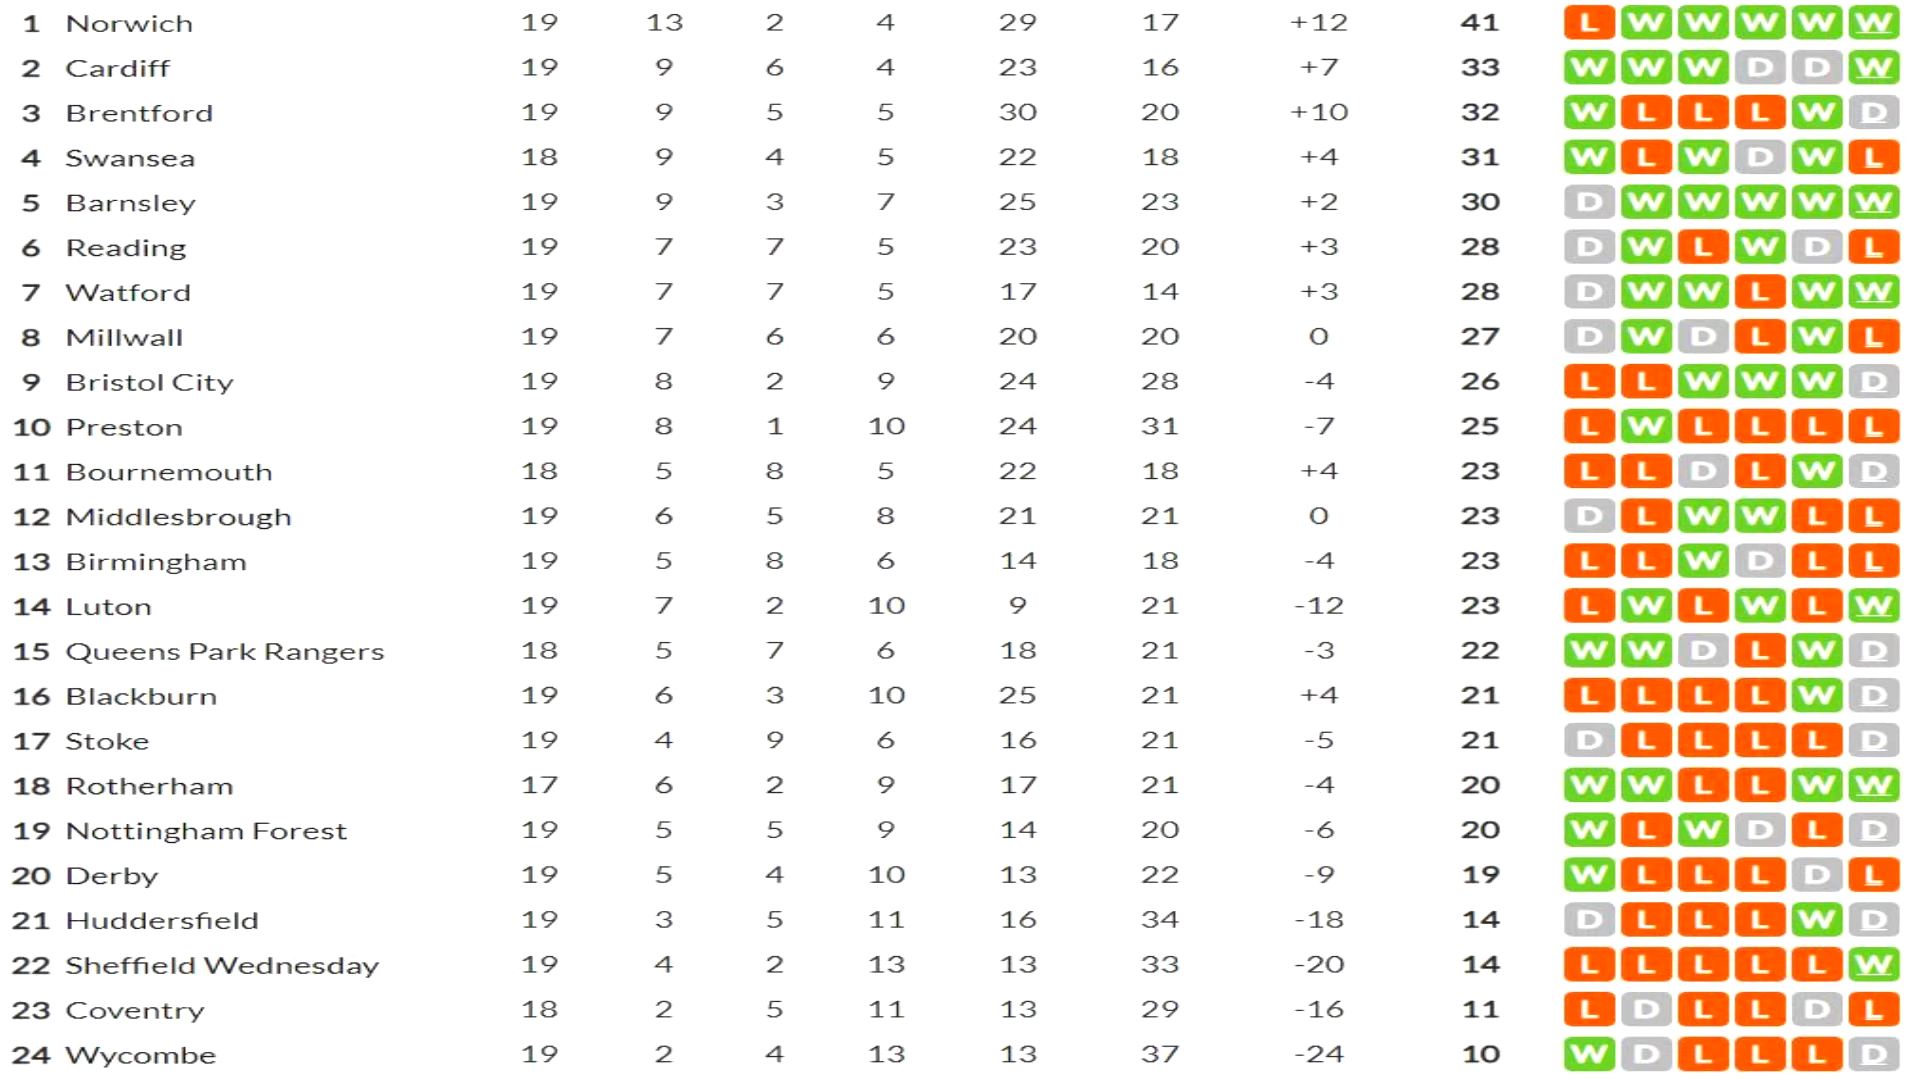 1 Norwich 19 13 2 4 29 17 +12 41 L W W W W W
2 Cardiff 19 9 6 4 23 16 +7 33 W W W D D W
3 Brentford 19 9 5 5 30 20 +10 32 W L L L W D
4 Swansea 18 9 4 5 22 18 +4 31 W L W D W L
5 Barnsley 19 9 3 7 25 23 +2 30 D W W W W W
6 Reading 19 7 7 5 23 20 +3 28 D W L W D L
7 Watford 19 7 7 5 17 14 +3 28 D W W L W W
8 Millwall 19 7 6 6 20 20 0 27 D W D L W L
9 Bristol City 19 8 2 9 24 28 -4 26 L L W W W D
10 Preston 19 8 1 10 24 31 -7 25 L W L L L L
11 Bournemouth 18 5 8 5 22 18 +4 23 L L D L W D
12 Middlesbrough 19 6 5 8 21 21 0 23 D L W W L L
13 Birmingham 19 5 8 6 14 18 -4 23 L L W D L L
14 Luton 19 7 2 10 9 21 -12 23 L W L W L W
15 Queens Park Rangers 18 5 7 6 18 21 -3 22 W W D L W D
16 Blackburn 19 6 3 10 25 21 +4 21 L L L L W D
17 Stoke 19 4 9 6 16 21 -5 21 D L L L L D
18 Rotherham 17 6 2 9 17 21 -4 20 W W L L W W
19 Nottingham Forest 19 5 5 9 14 20 -6 20 W L W D L D
20 Derby 19 5 4 10 13 22 -9 19 W L L L D L
21 Huddersfield 19 3 5 11 16 34 -18 14 D L L L W D
22 Sheffield Wednesday 19 4 2 13 13 33 -20 14 L L L L L W
23 Coventry 18 2 5 11 13 29 -16 11 L D L L D L
24 Wycombe 19 2 4 13 13 37 -24 10 W D L L L D